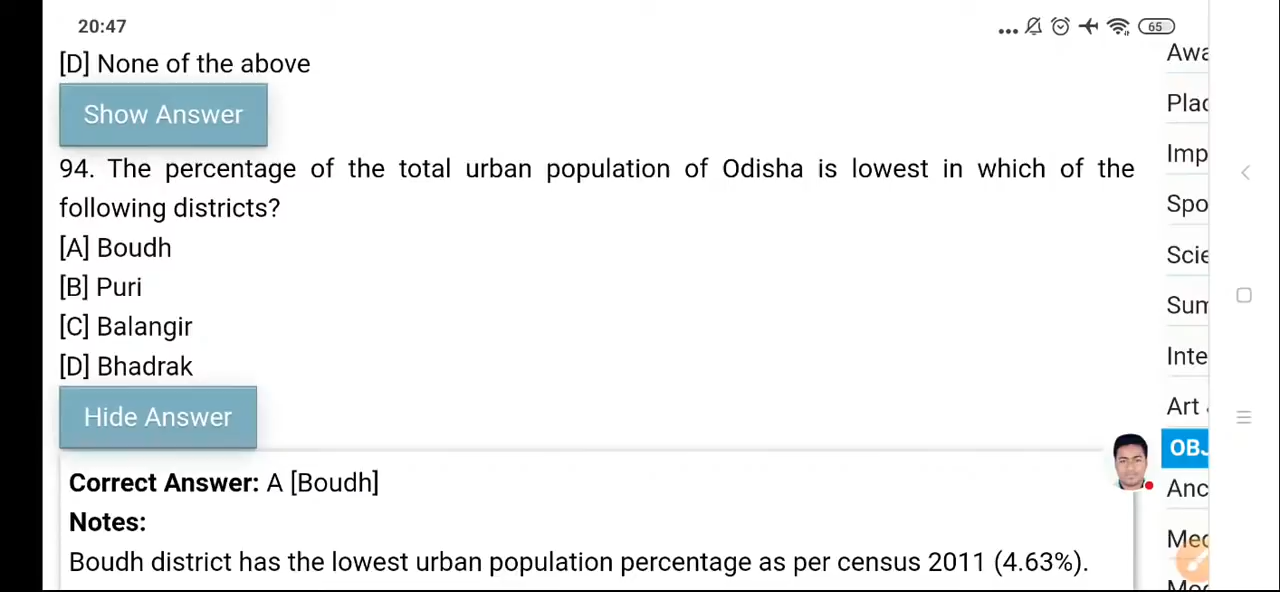 20:47
65
[D] None of the above
Show Answer
94. The percentage of the total urban population of Odisha is lowest in which of the
following districts?
[A] Boudh
[B] Puri
[C] Balangir
[D] Bhadrak
Hide Answer
Correct Answer: A [Boudh]
Notes:
Boudh district has the lowest urban population percentage as per census 2011 (4.63%).
Awa
Plac
Imp
Spo
Scie
Sum
Inte
Art
OBJ
Anc
Med